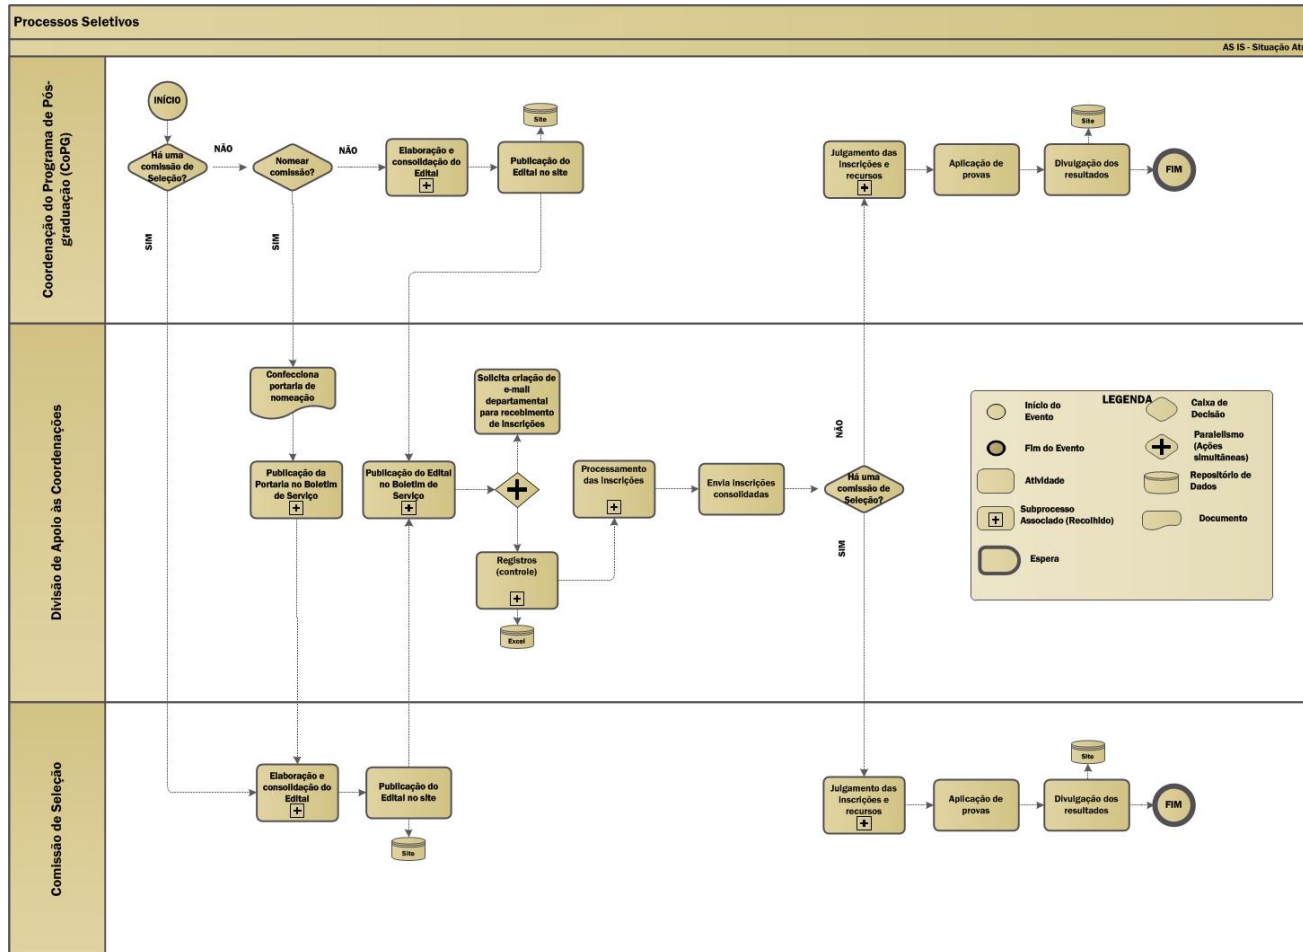 Processos Seletivos
AS IS - Situação Atu
Coordenação do Programa de Pós-
graduação (CoPG)
INÍCIO
Há uma
comissão de
Seleção?
NÃO
SIM
Nomear
comissão?
NÃO
SIM
Elaboração e
consolidação do
Edital
Site
Publicação do
Edital no site
Julgamento das
inscrições e
recursos
Aplicação de
provas
Site
Divulgação dos
resultados
FIM
Divisão de Apoio às Coordenações
Confecciona
portaria de
nomeação
Publicação da
Portaria no Boletim
de Serviço
Publicação do Edital
no Boletim de
Serviço
Solicita criação de
e-mail
departamental
para recebimento
de inscrições
Registros
(controle)
Excel
Processamento
das inscrições
Envia inscrições
consolidadas
NÃO
Há uma
comissão de
Seleção?
SIM
LEGENDA
Início do
Evento
Fim do Evento
Atividade
Subprocesso
Associado (Recolhido)
Espera
Caixa de
Decisão
Paralelismo
(Ações
simultâneas)
Repositório de
Dados
Documento
Comissão de Seleção
Elaboração e
consolidação do
Edital
Publicação do
Edital no site
Site
Julgamento das
inscrições e
recursos
Aplicação de
provas
Site
Divulgação dos
resultados
FIM